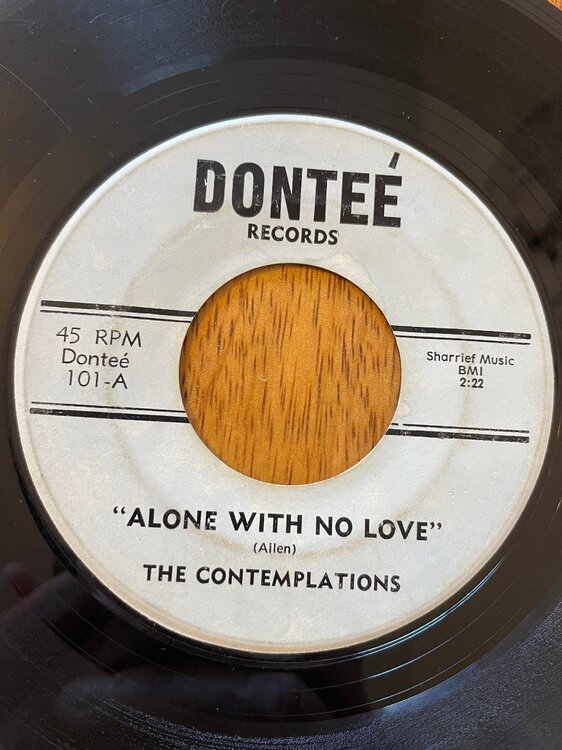 DONTEÉ
RECORDS
45 RPM
Donteé
101-A
Sharrief Music
BMI
2:22
"ALONE WITH NO LOVE"
(Allen)
THE CONTEMPLATIONS